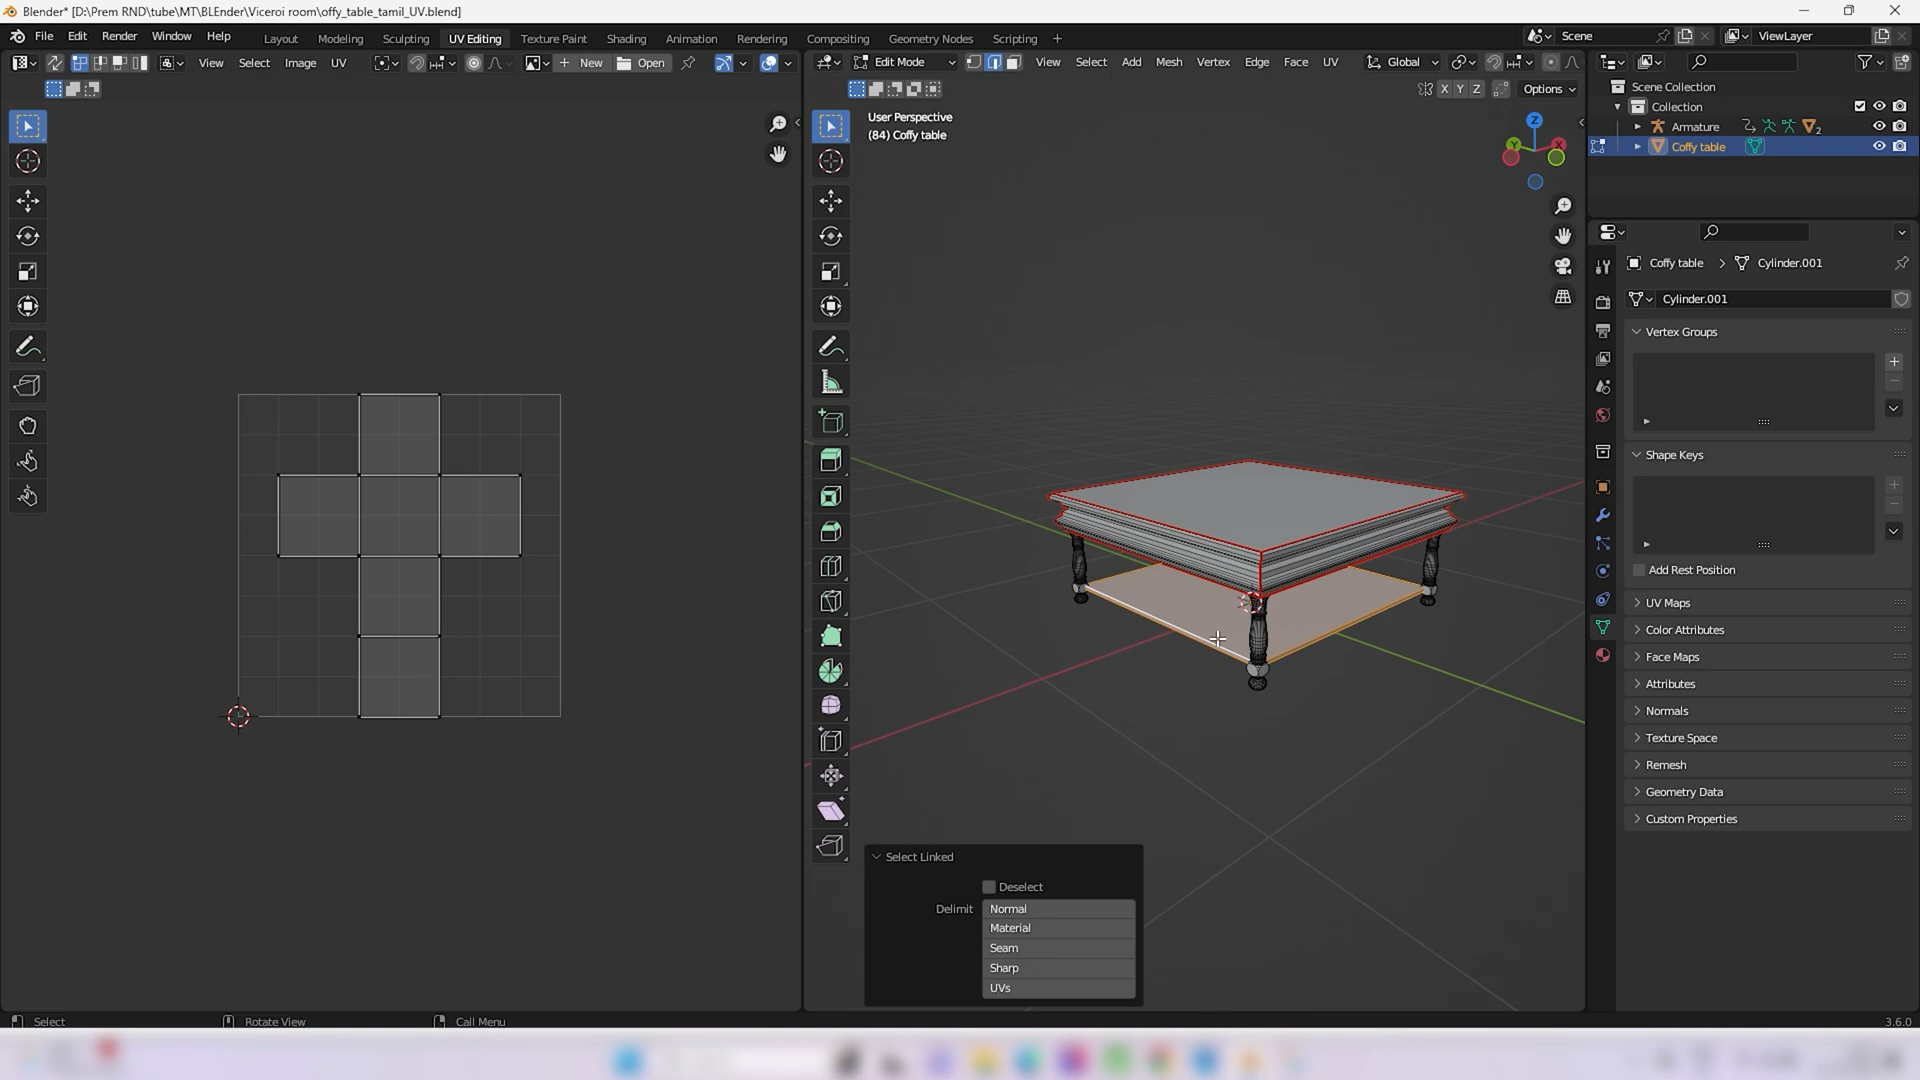 Blender* [D:\Prem RND\tube\MT\BLEnder\Viceroi room\offy_table_tamil_UV.blend]
File Edit Render Window Help Layout Modeling Sculpting UV Editing Texture Paint Shading Animation Rendering Compositing Geometry Nodes Scripting + Scene ViewLayer
View Select Image UV New Open Edit Mode View Select Add Mesh Vertex Edge Face UV Global
X Y Z Options
Scene Collection
Collection
Armature 2
Coffy table
User Perspective
(84) Coffy table
Z
Y X
Coffy table > Cylinder.001
Cylinder.001
Vertex Groups
Shape Keys
Add Rest Position
UV Maps
Color Attributes
Face Maps
Attributes
Normals
Texture Space
Remesh
Geometry Data
Custom Properties
Select Linked
Deselect
Delimit Normal
Material
Seam
Sharp
UVs
Select Rotate View Call Menu 3.6.0